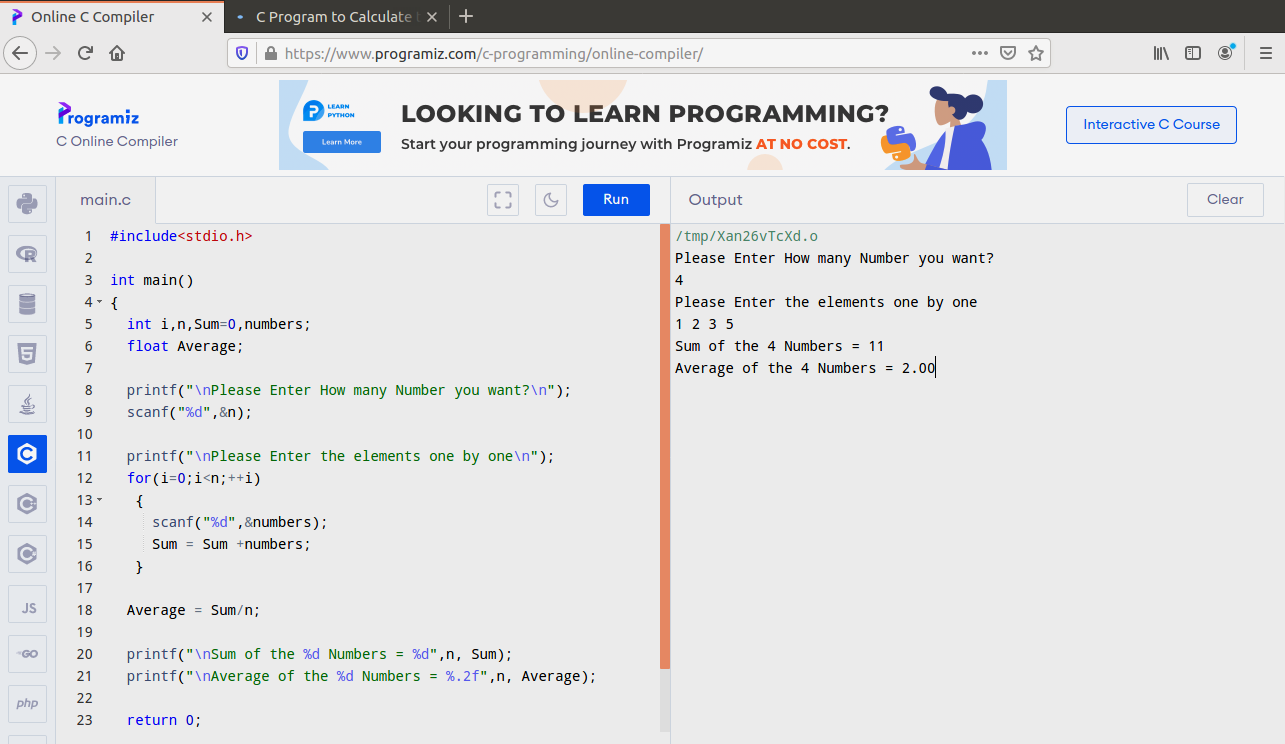 Online C Compiler
C Program to Calculate
https://www.programiz.com/c-programming/online-compiler/
Programiz
C Online Compiler
LEARN
PYTHON
Learn More
LOOKING TO LEARN PROGRAMMING?
Start your programming journey with Programiz AT NO COST.
Interactive C Course
main.c
Run
Output
Clear
1 #include<stdio.h>
2
3 int main()
4 {
5 int i,n,Sum=0,numbers;
6 float Average;
7
8 printf("\nPlease Enter How many Number you want?\n");
9 scanf("%d",&n);
10
11 printf("\nPlease Enter the elements one by one\n");
12 for(i=0;i<n;++i)
13 {
14 scanf("%d",&numbers);
15 Sum = Sum +numbers;
16 }
17
18 Average = Sum/n;
19
20 printf("\nSum of the %d Numbers = %d",n, Sum);
21 printf("\nAverage of the %d Numbers = %.2f",n, Average);
22
23 return 0;
/tmp/Xan26vTcXd.o
Please Enter How many Number you want?
4
Please Enter the elements one by one
1 2 3 5
Sum of the 4 Numbers = 11
Average of the 4 Numbers = 2.00
R
5
C
JS
GO
php